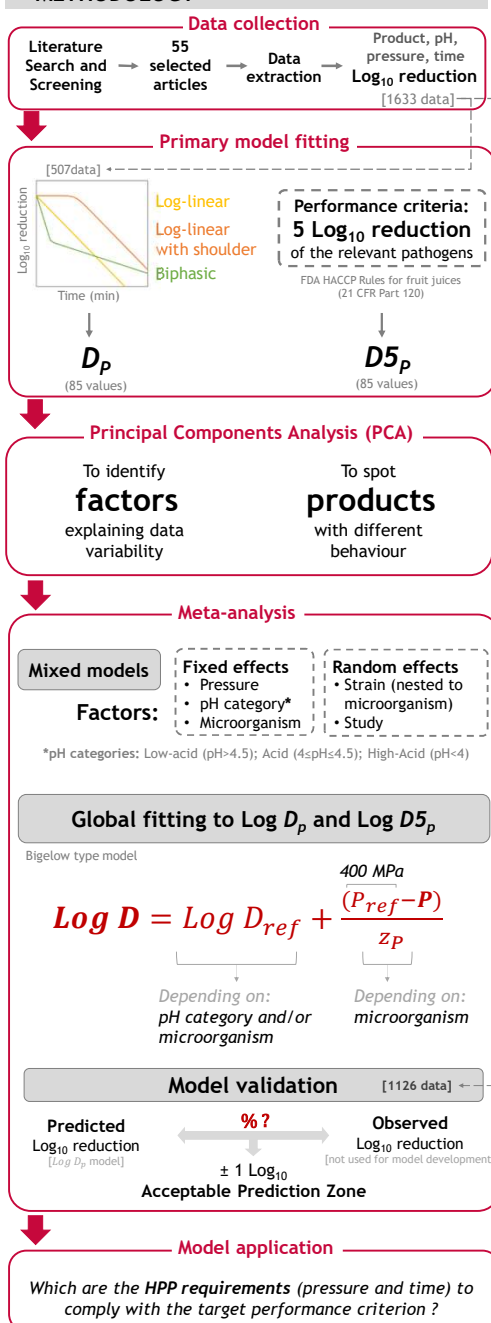 Data collection
Literature
Search and
Screening
55
selected
articles
Data
extraction
Product, pH,
pressure, time
Log10 reduction
[1633 data]
Primary model fitting
[507data]
Log10 reduction
Time (min)
Log-linear
Log-linear
with shoulder
Biphasic
Performance criteria:
5 Log10 reduction
of the relevant pathogens
FDA HACCP Rules for fruit juices
(21 CFR Part 120)
DP
(85 values)
D5P
(85 values)
Principal Components Analysis (PCA)
To identify
factors
explaining data
variability
To spot
products
with different
behaviour
Meta-analysis
Mixed models
Factors:
Fixed effects
• Pressure
• pH category*
• Microorganism
Random effects
• Strain (nested to
microorganism)
• Study
*pH categories: Low-acid (pH>4.5); Acid (4≤pH≤4.5); High-Acid (pH<4)
Global fitting to Log Dp and Log D5p
Bigelow type model
400 MPa
Log D = Log Dref + (Pref-P) / zP
Depending on:
pH category and/or
microorganism
Depending on:
microorganism
Model validation [1126 data]
Predicted
Log10 reduction
[Log Dp model]
% ?
± 1 Log10
Acceptable Prediction Zone
Observed
Log10 reduction
[not used for model development
Model application
Which are the HPP requirements (pressure and time) to
comply with the target performance criterion ?